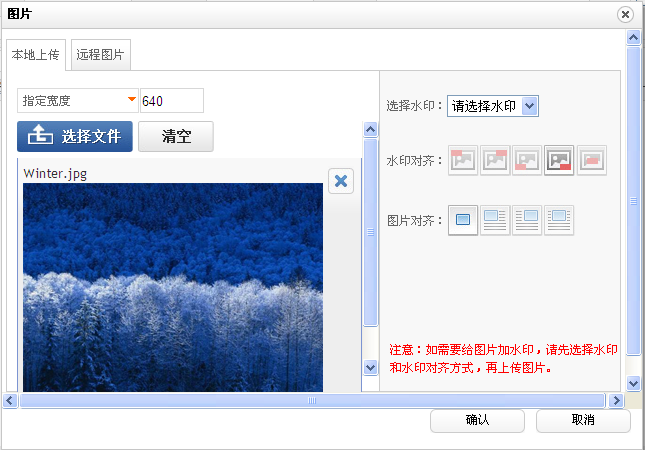 图片
本地上传
远程图片
指定宽度
640
选择文件
清空
Winter.jpg
选择水印：
请选择水印
水印对齐：
图片对齐：
注意：如需要给图片加水印，请先选择水印
和水印对齐方式，再上传图片。
确认
取消